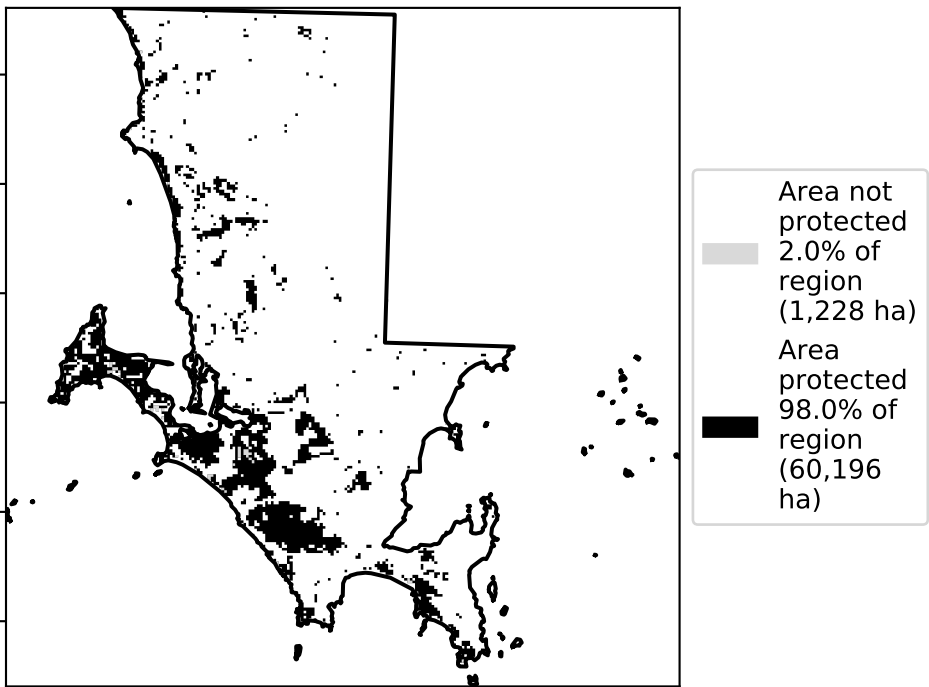 Area not
protected
2.0% of
region
(1,228 ha)
Area
protected
98.0% of
region
(60,196
ha)